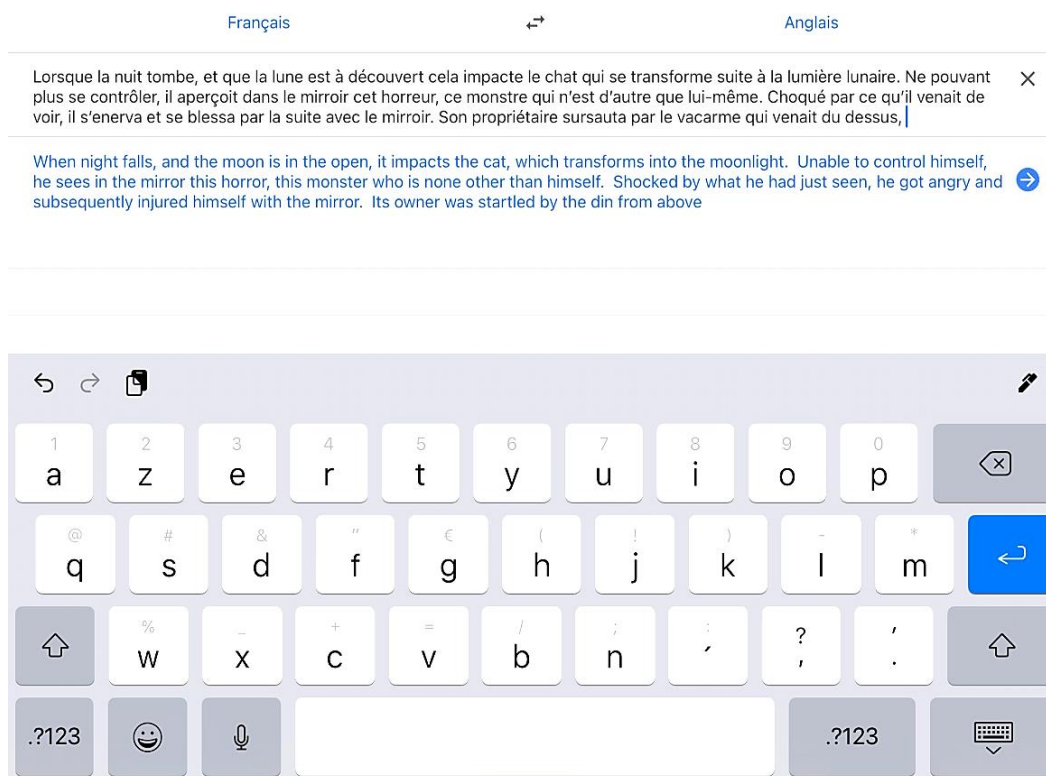 Français ⇄ Anglais
Lorsque la nuit tombe, et que la lune est à découvert cela impacte le chat qui se transforme suite à la lumière lunaire. Ne pouvant
plus se contrôler, il aperçoit dans le mirroir cet horreur, ce monstre qui n'est d'autre que lui-même. Choqué par ce qu'il venait de
voir, il s'enerva et se blessa par la suite avec le mirroir. Son propriétaire sursauta par le vacarme qui venait du dessus,
When night falls, and the moon is in the open, it impacts the cat, which transforms into the moonlight. Unable to control himself,
he sees in the mirror this horror, this monster who is none other than himself. Shocked by what he had just seen, he got angry and
subsequently injured himself with the mirror. Its owner was startled by the din from above
1 2 3 4 5 6 7 8 9 0
a z e r t y u i o p
@ # & " € ( ! ) - *
q s d f g h j k l m
% _ + = / ; : ? '
w x c v b n ´ , .
.?123 .?123